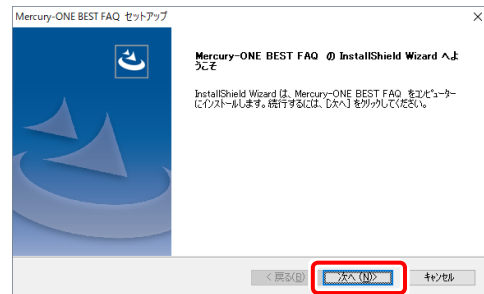 Mercury-ONE BEST FAQ セットアップ
Mercury-ONE BEST FAQ の InstallShield Wizard へよ
うこそ
InstallShield Wizard は、Mercury-ONE BEST FAQ をコンピューター
にインストールします。続行するには、[次へ] をクリックしてください。
< 戻る(B)
次へ (N)>
キャンセル